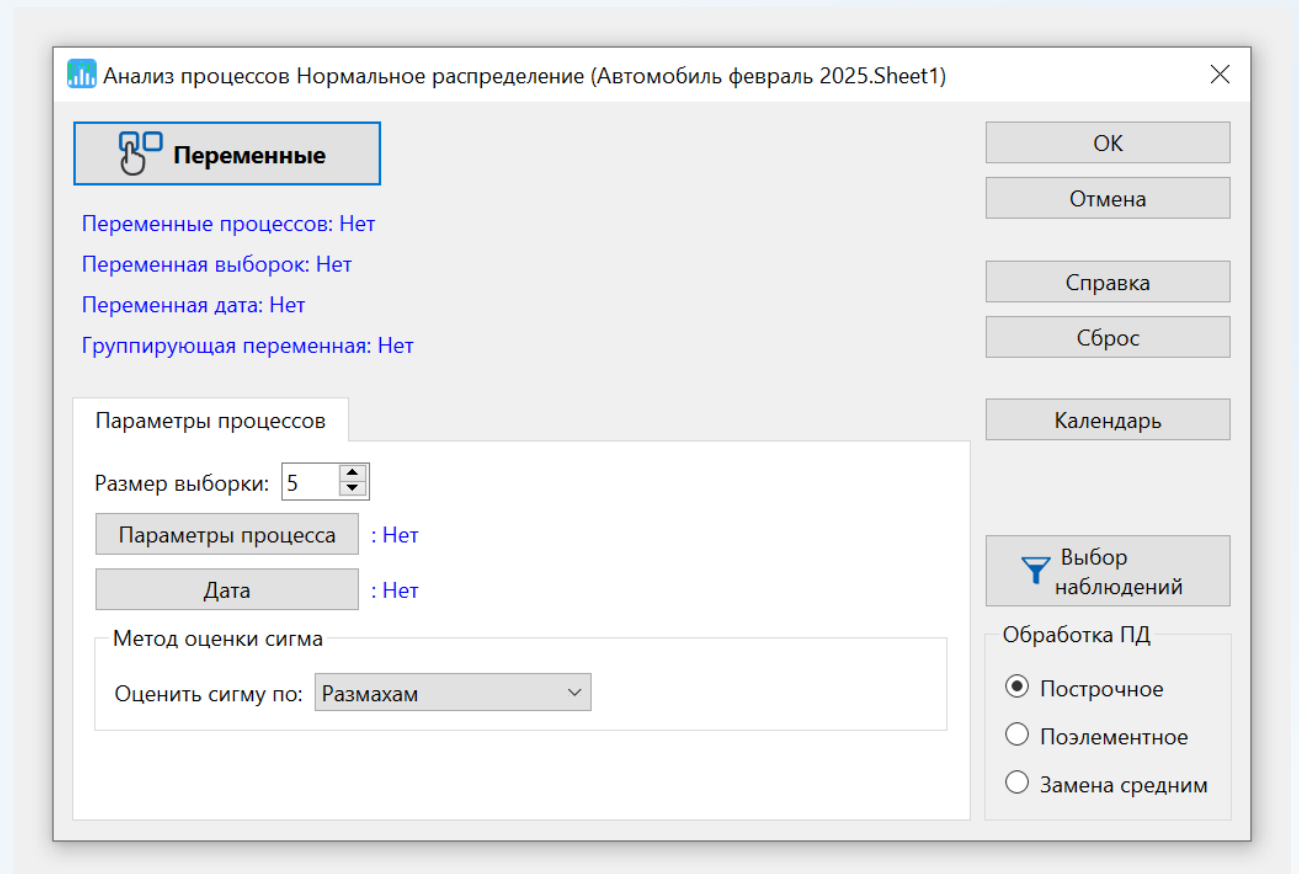 Анализ процессов Нормальное распределение (Автомобиль февраль 2025.Sheet1)
Переменные
Переменные процессов: Нет
Переменная выборок: Нет
Переменная дата: Нет
Группирующая переменная: Нет
Параметры процессов
Размер выборки: 5
Параметры процесса : Нет
Дата : Нет
Метод оценки сигма
Оценить сигму по: Размахам
OK
Отмена
Справка
Сброс
Календарь
Выбор
наблюдений
Обработка ПД
Построчное
Поэлементное
Замена средним